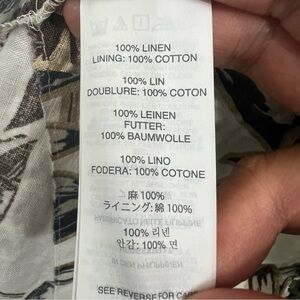 100% LINEN
LINING: 100% COTTON
100% LIN
DOUBLURE: 100% COTON
100% LEINEN
FUTTER:
100% BAUMWOLLE
100% LINO
FODERA: 100% COTONE
麻 100%
ライニング: 綿 100%
100% 리넨
안감: 100% 면
SEE REVERSE FOR CARE